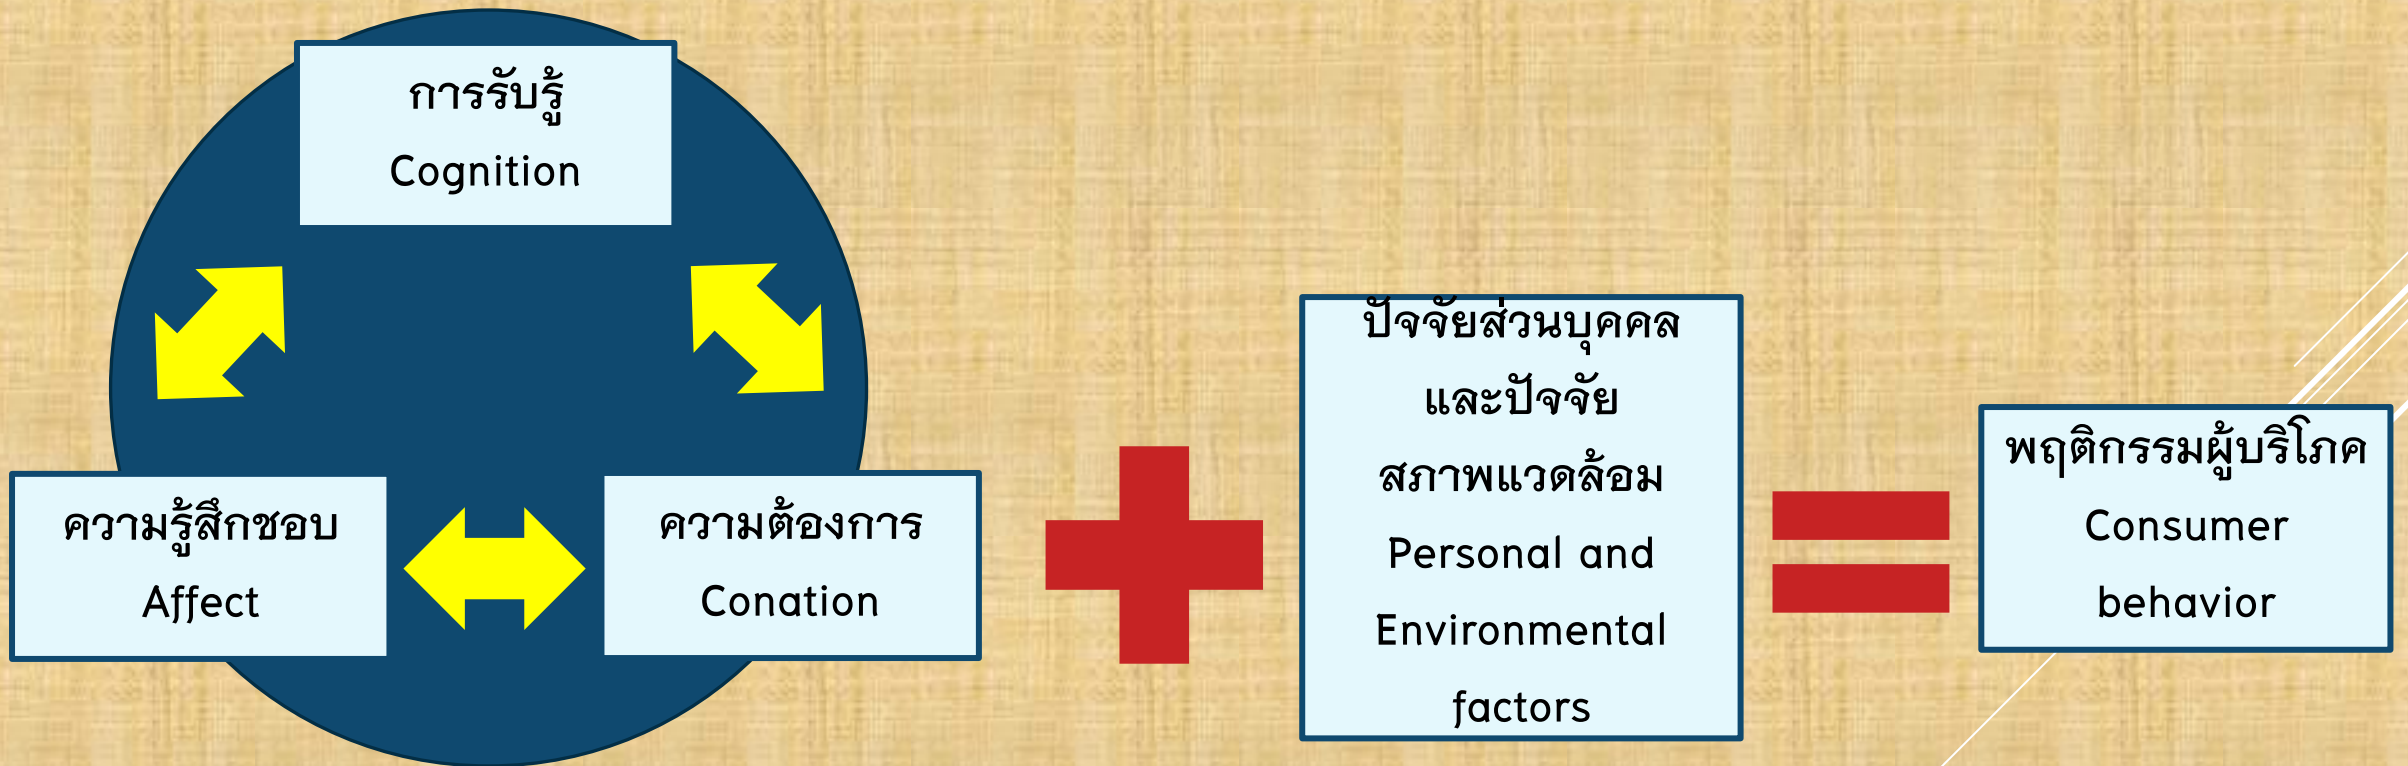 การรับรู้
Cognition
ความรู้สึกชอบ
Affect
ความต้องการ
Conation
ปัจจัยส่วนบุคคล
และปัจจัย
สภาพแวดล้อม
Personal and
Environmental
factors
พฤติกรรมผู้บริโภค
Consumer
behavior